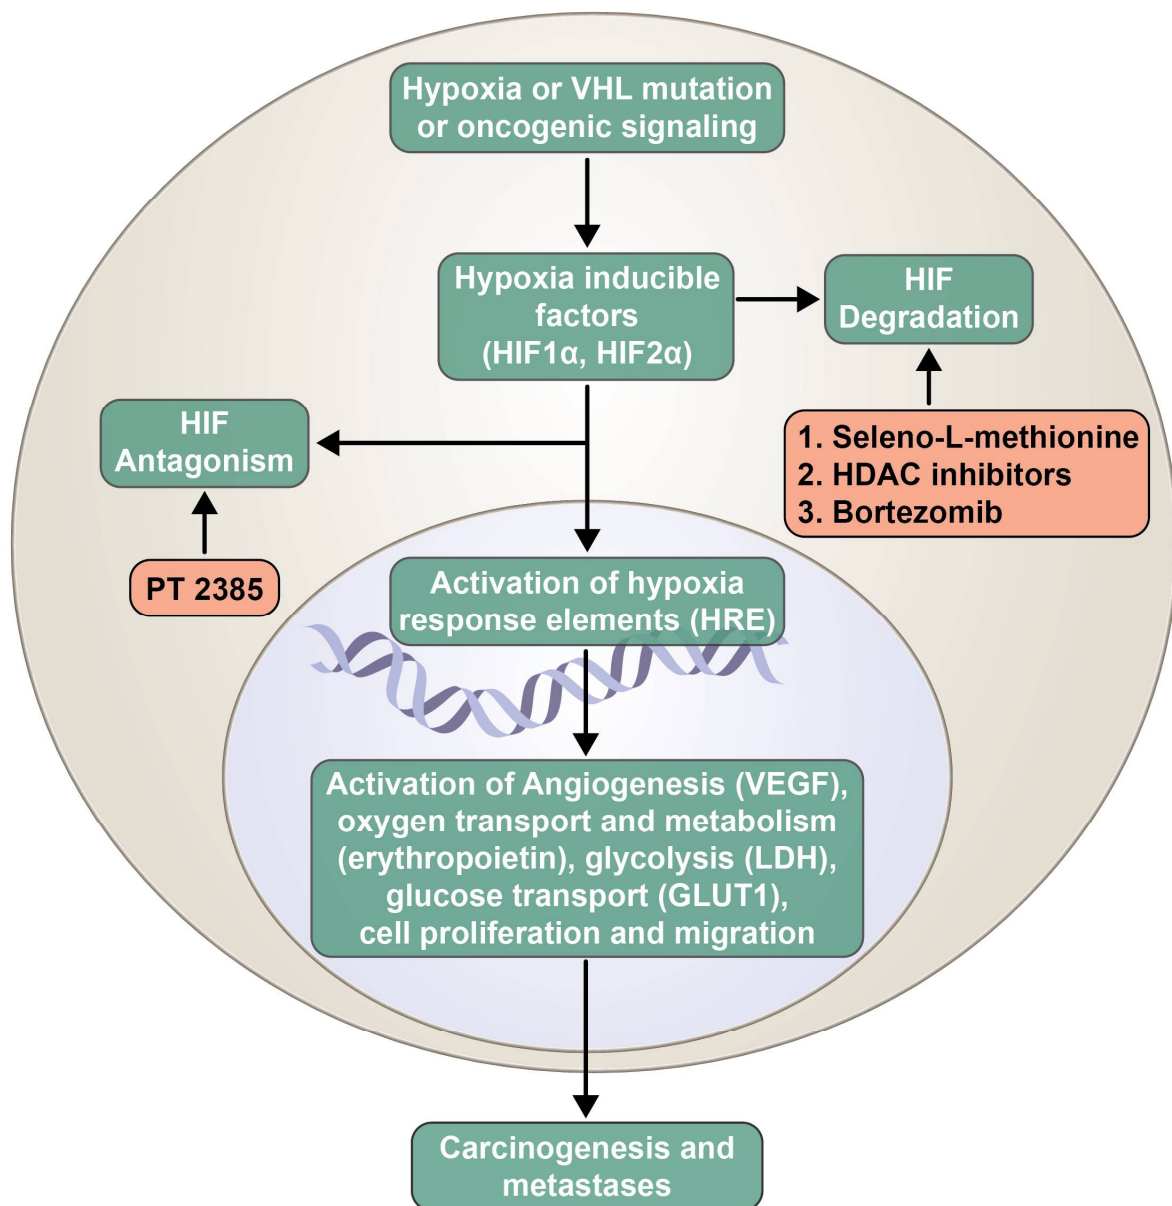 Hypoxia or VHL mutation
or oncogenic signaling
Hypoxia inducible
factors
(HIF1α, HIF2α)
HIF
Degradation
HIF
Antagonism
1. Seleno-L-methionine
2. HDAC inhibitors
3. Bortezomib
PT 2385
Activation of hypoxia
response elements (HRE)
Activation of Angiogenesis (VEGF),
oxygen transport and metabolism
(erythropoietin), glycolysis (LDH),
glucose transport (GLUT1),
cell proliferation and migration
Carcinogenesis and
metastases